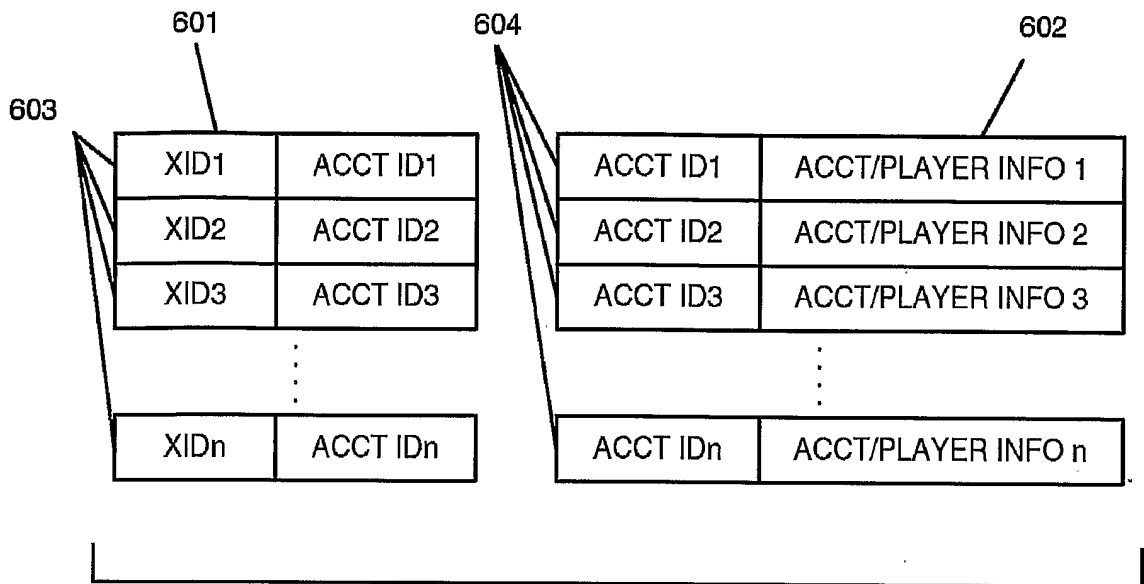 601 604 602
603
XID1 ACCT ID1 ACCT ID1 ACCT/PLAYER INFO 1
XID2 ACCT ID2 ACCT ID2 ACCT/PLAYER INFO 2
XID3 ACCT ID3 ACCT ID3 ACCT/PLAYER INFO 3
XIDn ACCT IDn ACCT IDn ACCT/PLAYER INFO n